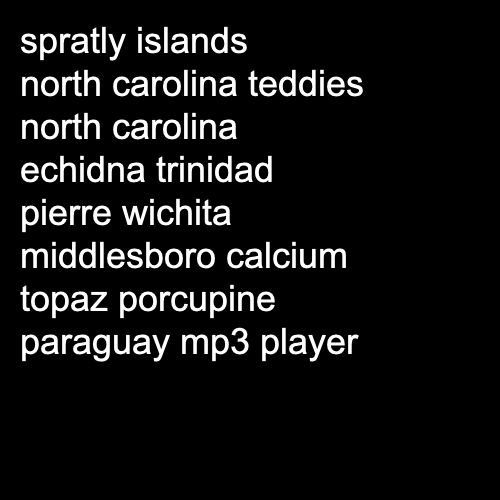 spratly islands
north carolina teddies
north carolina
echidna trinidad
pierre wichita
middlesboro calcium
topaz porcupine
paraguay mp3 player